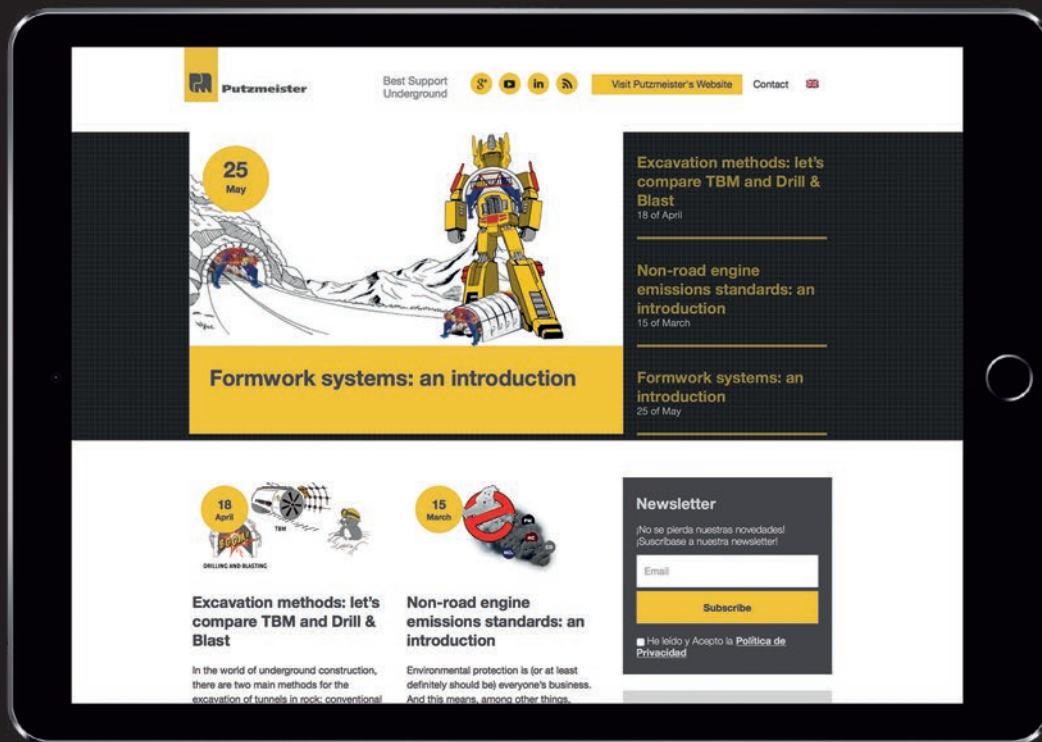 Putzmeister
Best Support
Underground
g+
in
Visit Putzmeister's Website
Contact
25
May
Formwork systems: an introduction
Excavation methods: let's
compare TBM and Drill &
Blast
18 of April
Non-road engine
emissions standards: an
introduction
15 of March
Formwork systems: an
introduction
25 of May
18
April
TBM
BOOM!
DRILLING AND BLASTING
Excavation methods: let's
compare TBM and Drill &
Blast
In the world of underground construction,
there are two main methods for the
excavation of tunnels in rock: conventional
15
March
PM
HC
NOx
CO
Non-road engine
emissions standards: an
introduction
Environmental protection is (or at least
definitely should be) everyone's business.
And this means, among other things,
Newsletter
¡No se pierda nuestras novedades!
¡Suscríbase a nuestra newsletter!
Email
Subscribe
He leído y Acepto la Política de
Privacidad